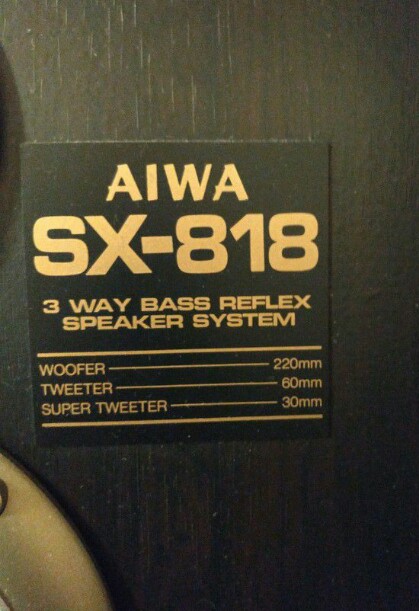 AIWA
SX-818
3 WAY BASS REFLEX
SPEAKER SYSTEM
WOOFER 220mm
TWEETER 60mm
SUPER TWEETER 30mm